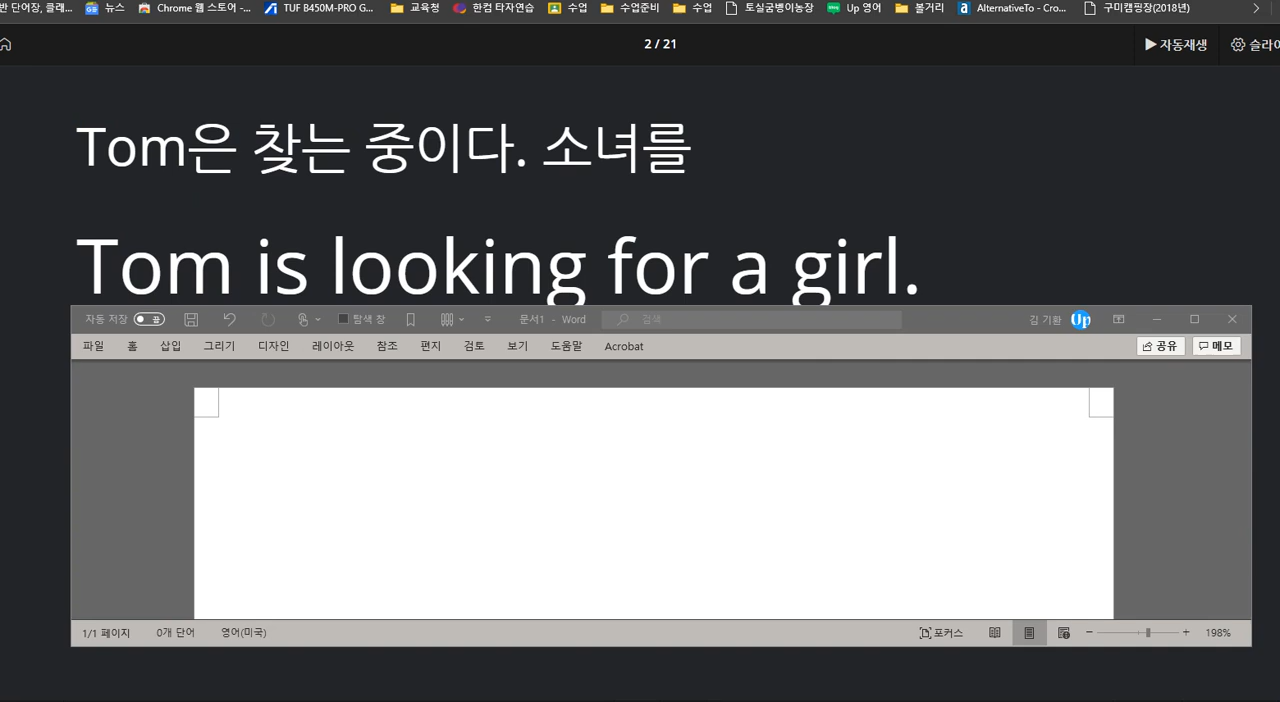 반 단어장, 클래... 뉴스 Chrome 웹 스토어 -... TUF B450M-PRO G... 교육청 한컴 타자연습 수업 수업준비 수업 토실굼벵이농장 Up 영어 볼거리 AlternativeTo - Cro... 구미캠핑장(2018년)
2 / 21 자동재생 슬라이
Tom은 찾는 중이다. 소녀를
Tom is looking for a girl.
자동 저장 끔 탐색 창 문서1 - Word 검색 김 기환 Up
파일 홈 삽입 그리기 디자인 레이아웃 참조 편지 검토 보기 도움말 Acrobat 공유 메모
1/1 페이지 0개 단어 영어(미국) 포커스 198%